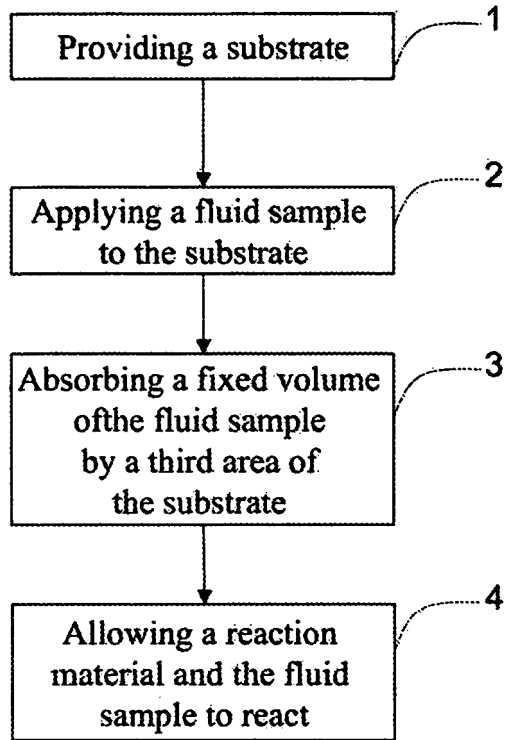 Providing a substrate
1
Applying a fluid sample
to the substrate
2
Absorbing a fixed volume
ofthe fluid sample
by a third area of
the substrate
3
Allowing a reaction
material and the fluid
sample to react
4